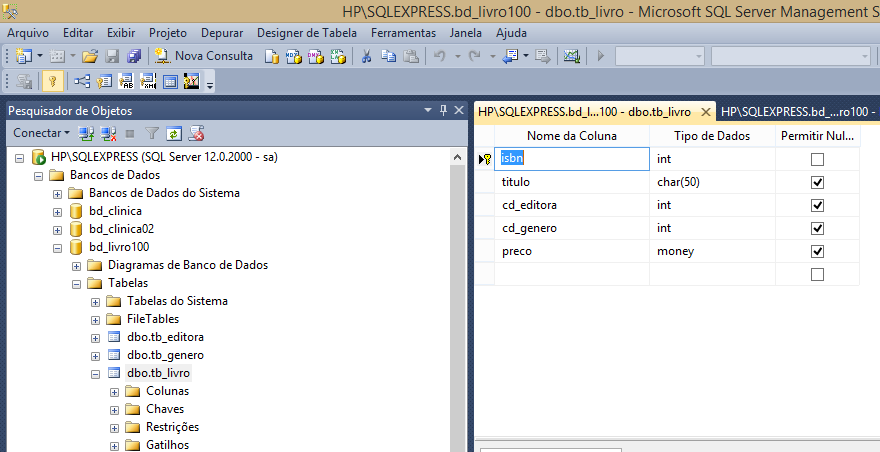 HP\SQLEXPRESS.bd_livro100 - dbo.tb_livro - Microsoft SQL Server Management S
Arquivo Editar Exibir Projeto Depurar Designer de Tabela Ferramentas Janela Ajuda
Nova Consulta
Pesquisador de Objetos
Conectar
HP\SQLEXPRESS (SQL Server 12.0.2000 - sa)
Bancos de Dados
Bancos de Dados do Sistema
bd_clinica
bd_clinica02
bd_livro100
Diagramas de Banco de Dados
Tabelas
Tabelas do Sistema
FileTables
dbo.tb_editora
dbo.tb_genero
dbo.tb_livro
Colunas
Chaves
Restrições
Gatilhos
HP\SQLEXPRESS.bd_l...100 - dbo.tb_livro HP\SQLEXPRESS.bd_...ro100 -
Nome da Coluna Tipo de Dados Permitir Nul...
isbn int
titulo char(50)
cd_editora int
cd_genero int
preco money